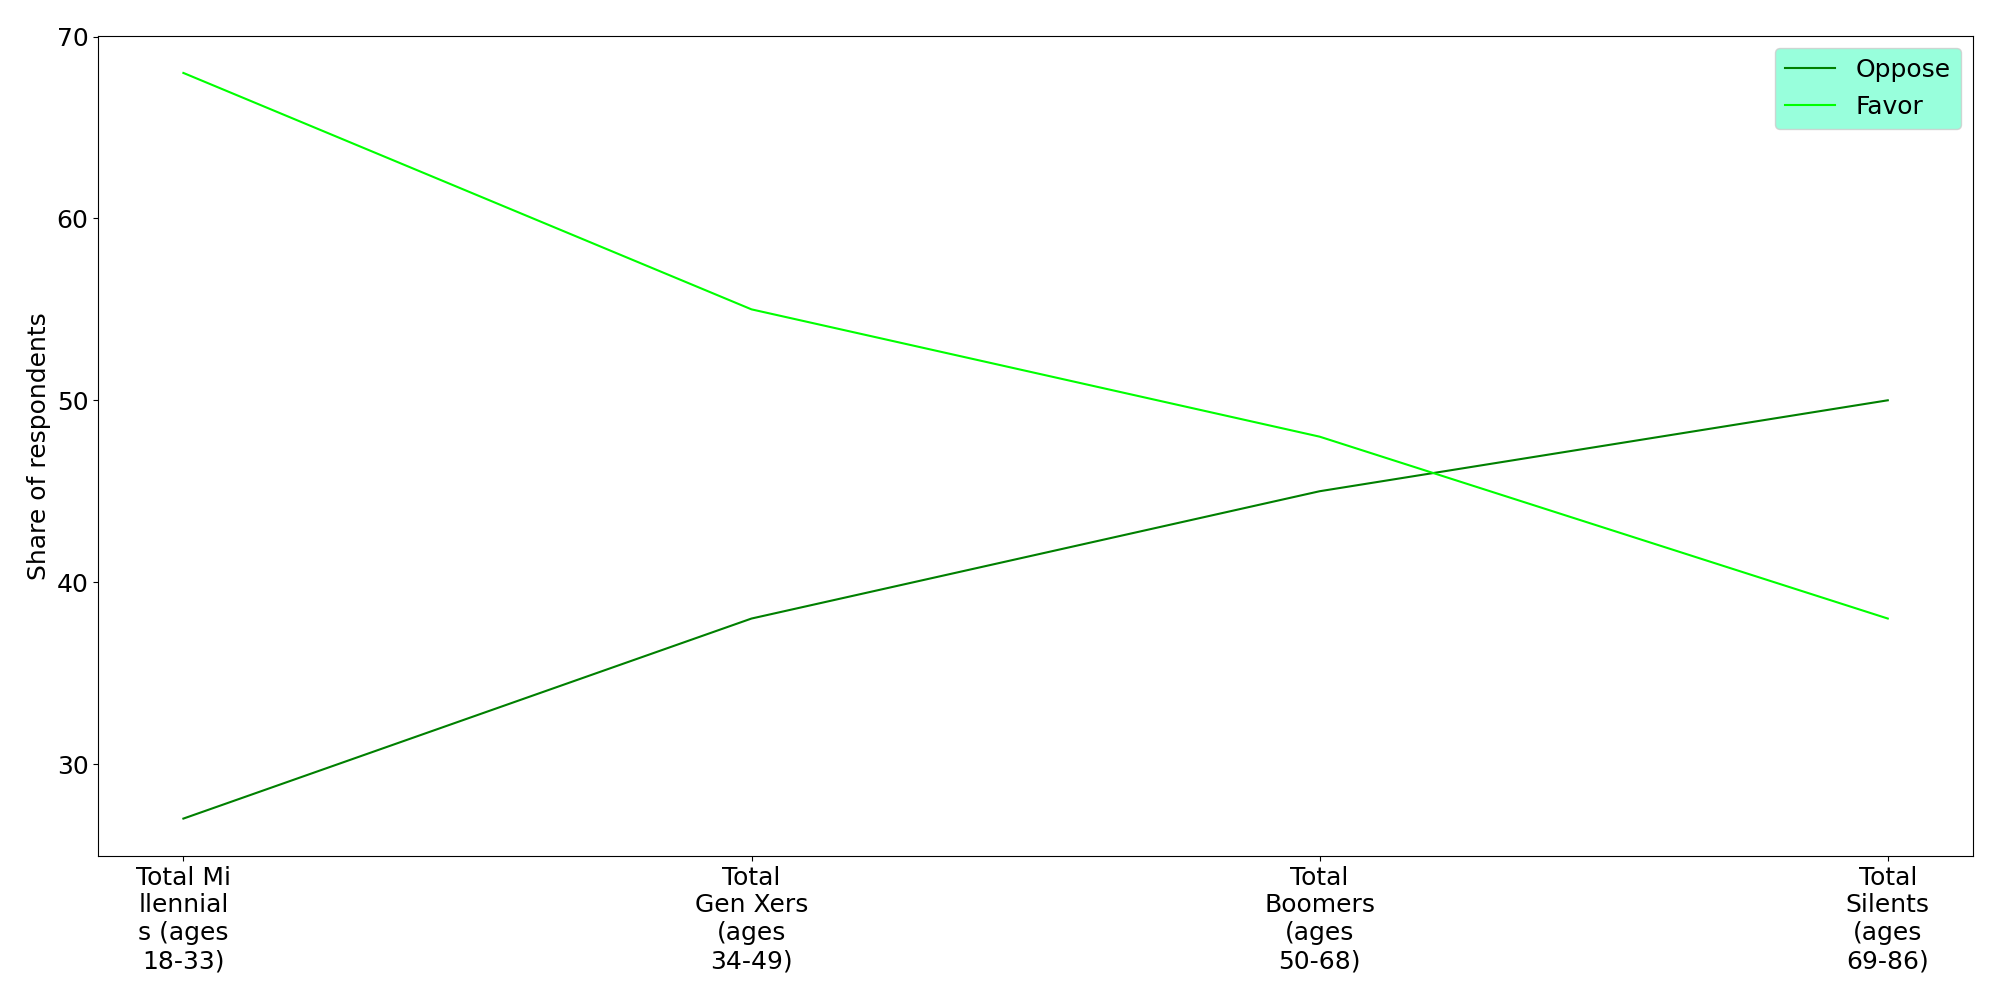 70
60
50
40
30
Share of respondents
Oppose
Favor
Total Mi
llennial
s (ages
18-33)
Total
Gen Xers
(ages
34-49)
Total
Boomers
(ages
50-68)
Total
Silents
(ages
69-86)